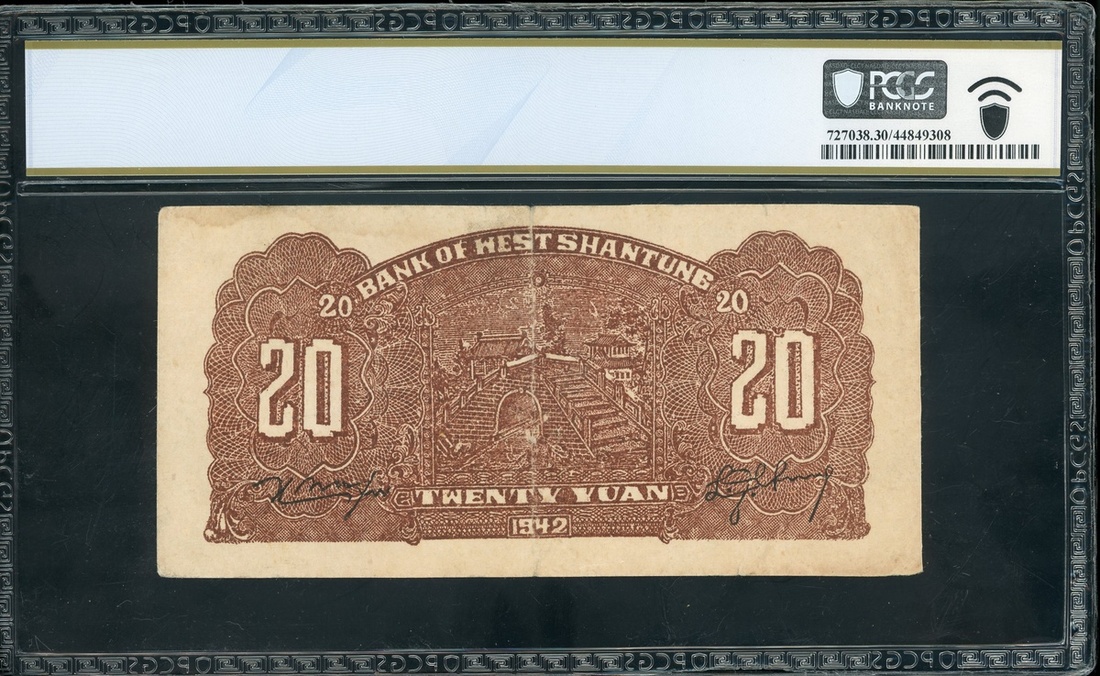 PCGS
BANKNOTE
727038.30/44849308
BANK OF WEST SHANTUNG
20 20
20 20
TWENTY YUAN
1942